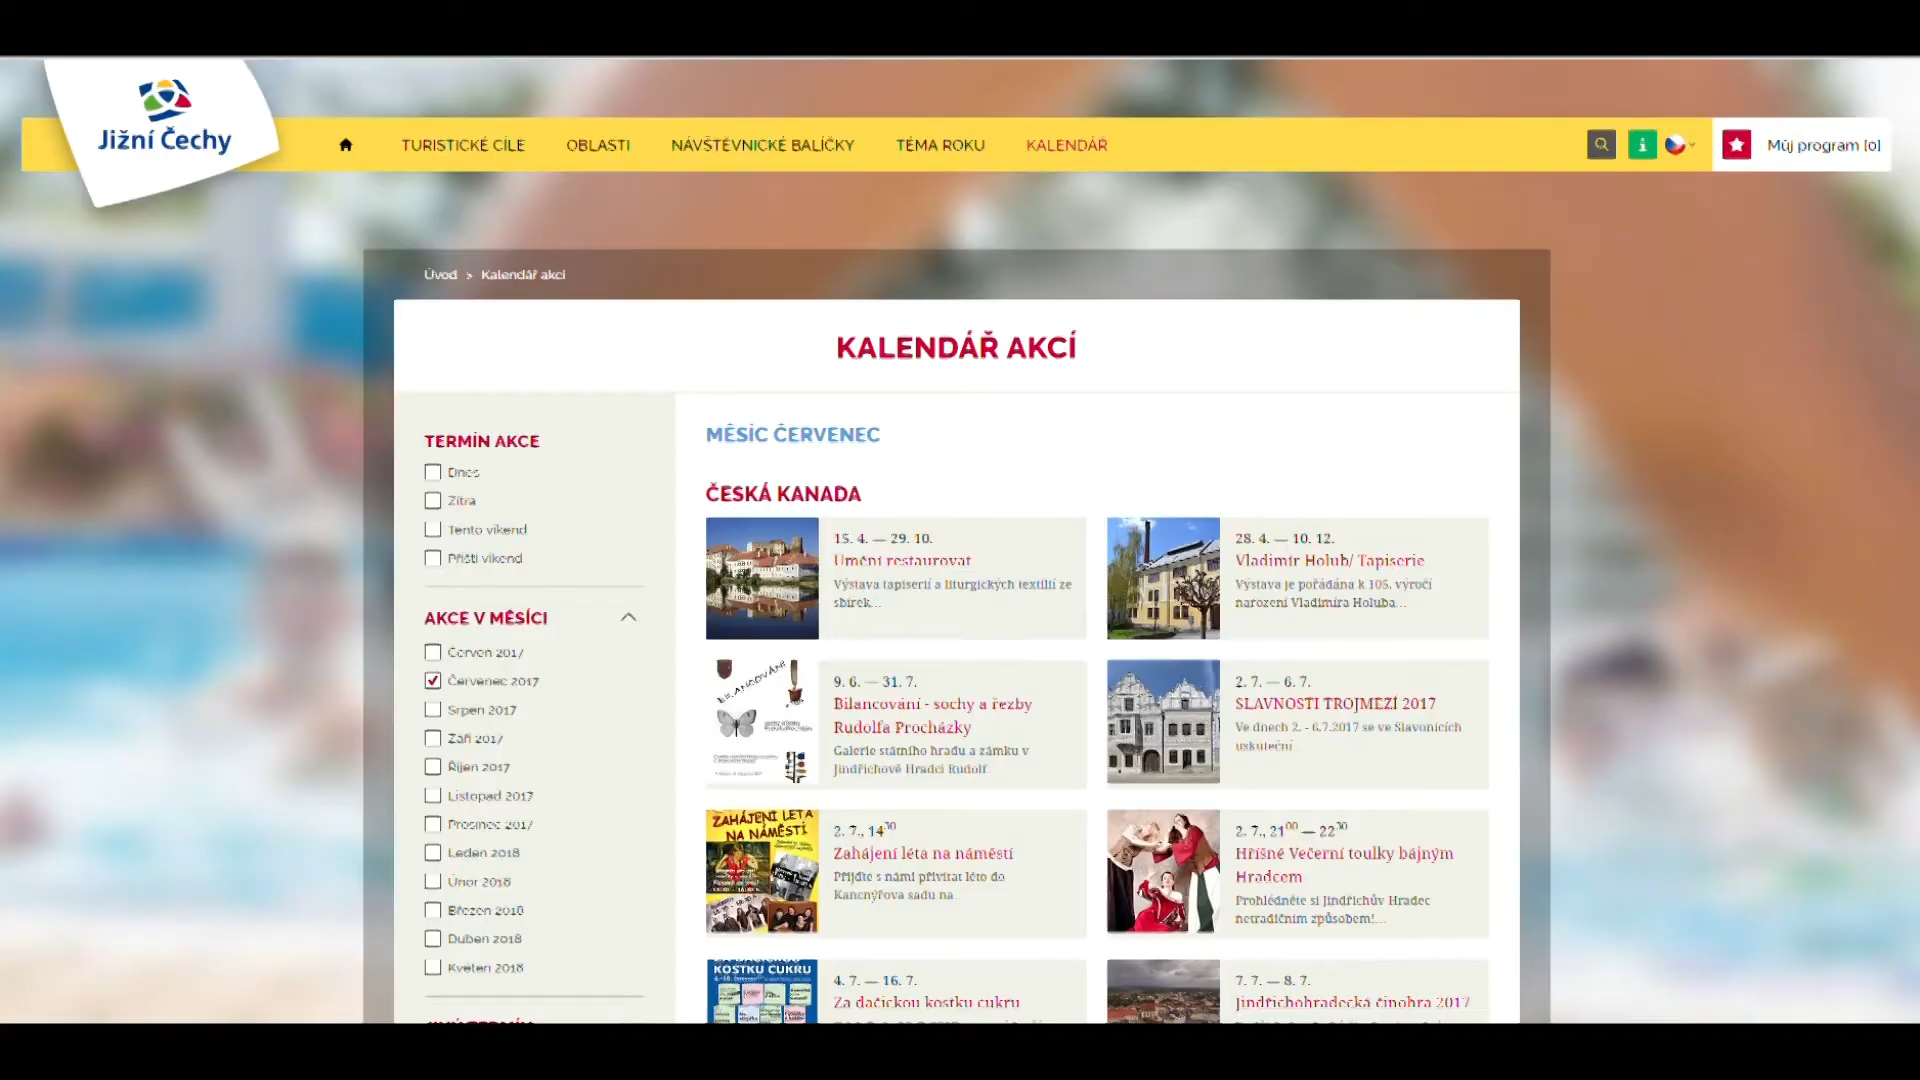 Jižní Čechy
TURISTICKÉ CÍLE
OBLASTI
NÁVŠTĚVNICKÉ BALÍČKY
TÉMA ROKU
KALENDÁŘ
Můj program [0]
Úvod > Kalendář akcí
KALENDÁŘ AKCÍ
TERMÍN AKCE
Dnes
Zítra
Tento víkend
Příští víkend
AKCE V MĚSÍCI
Červen 2017
Červenec 2017
Srpen 2017
Září 2017
Říjen 2017
Listopad 2017
Prosinec 2017
Leden 2018
Únor 2018
Březen 2018
Duben 2018
Květen 2018
MĚSÍC ČERVENEC
ČESKÁ KANADA
15. 4. — 29. 10.
Umění restaurovat
Výstava tapiserií a liturgických textilií ze
sbírek...
28. 4. — 10. 12.
Vladimír Holub/ Tapiserie
Výstava je pořádána k 105. výročí
narození Vladimíra Holuba...
BILANCOVÁNÍ
9. 6. — 31. 7.
Bilancování - sochy a řezby
Rudolfa Procházky
Galerie státního hradu a zámku v
Jindřichově Hradci Rudolf
2. 7. — 6. 7.
SLAVNOSTI TROJMEZÍ 2017
Ve dnech 2. - 6.7.2017 se ve Slavonicích
uskuteční
ZAHÁJENÍ LÉTA
NA NÁMĚSTÍ
2. 7., 14³⁰
Zahájení léta na náměstí
Přijďte s námi přivítat léto do
Kancnýřova sadu na
2. 7., 21⁰⁰ — 22³⁰
Hříšné Večerní toulky bájným
Hradcem
Prohlédněte si Jindřichův Hradec
netradičním způsobem!...
ZA DAČICKOU
KOSTKU CUKRU
4. 7. — 16. 7.
Za dačickou kostku cukru
7. 7. — 8. 7.
Jindřichohradecká činohra 2017